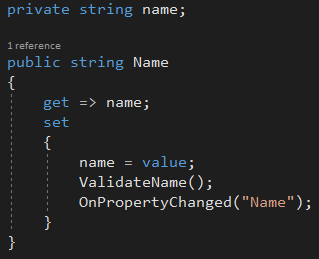 private string name;
1 reference
public string Name
{
get => name;
set
{
name = value;
ValidateName();
OnPropertyChanged("Name");
}
}